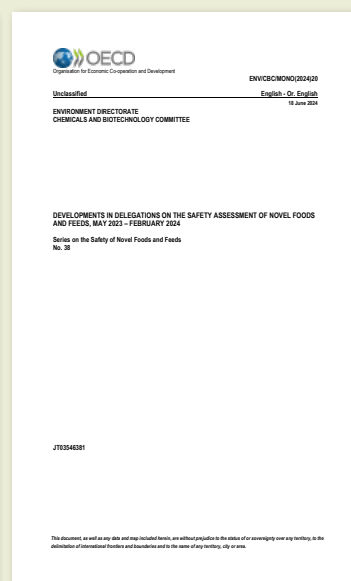 OECD
Organisation for Economic Co-operation and Development
ENV/CBC/MONO(2024)20
Unclassified English - Or. English
18 June 2024
ENVIRONMENT DIRECTORATE
CHEMICALS AND BIOTECHNOLOGY COMMITTEE
DEVELOPMENTS IN DELEGATIONS ON THE SAFETY ASSESSMENT OF NOVEL FOODS
AND FEEDS, MAY 2023 – FEBRUARY 2024
Series on the Safety of Novel Foods and Feeds
No. 38
JT03546381
This document, as well as any data and map included herein, are without prejudice to the status of or sovereignty over any territory, to the
delimitation of international frontiers and boundaries and to the name of any territory, city or area.